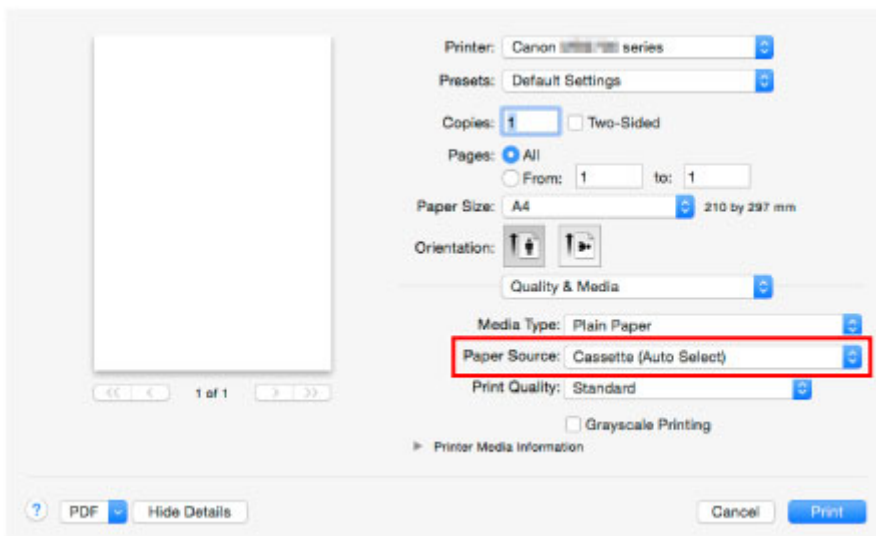 Printer: Canon series
Presets: Default Settings
Copies: 1 Two-Sided
Pages: All
From: 1 to: 1
Paper Size: A4 210 by 297 mm
Orientation:
Quality & Media
Media Type: Plain Paper
Paper Source: Cassette (Auto Select)
Print Quality: Standard
Grayscale Printing
Printer Media Information
1 of 1
? PDF Hide Details Cancel Print